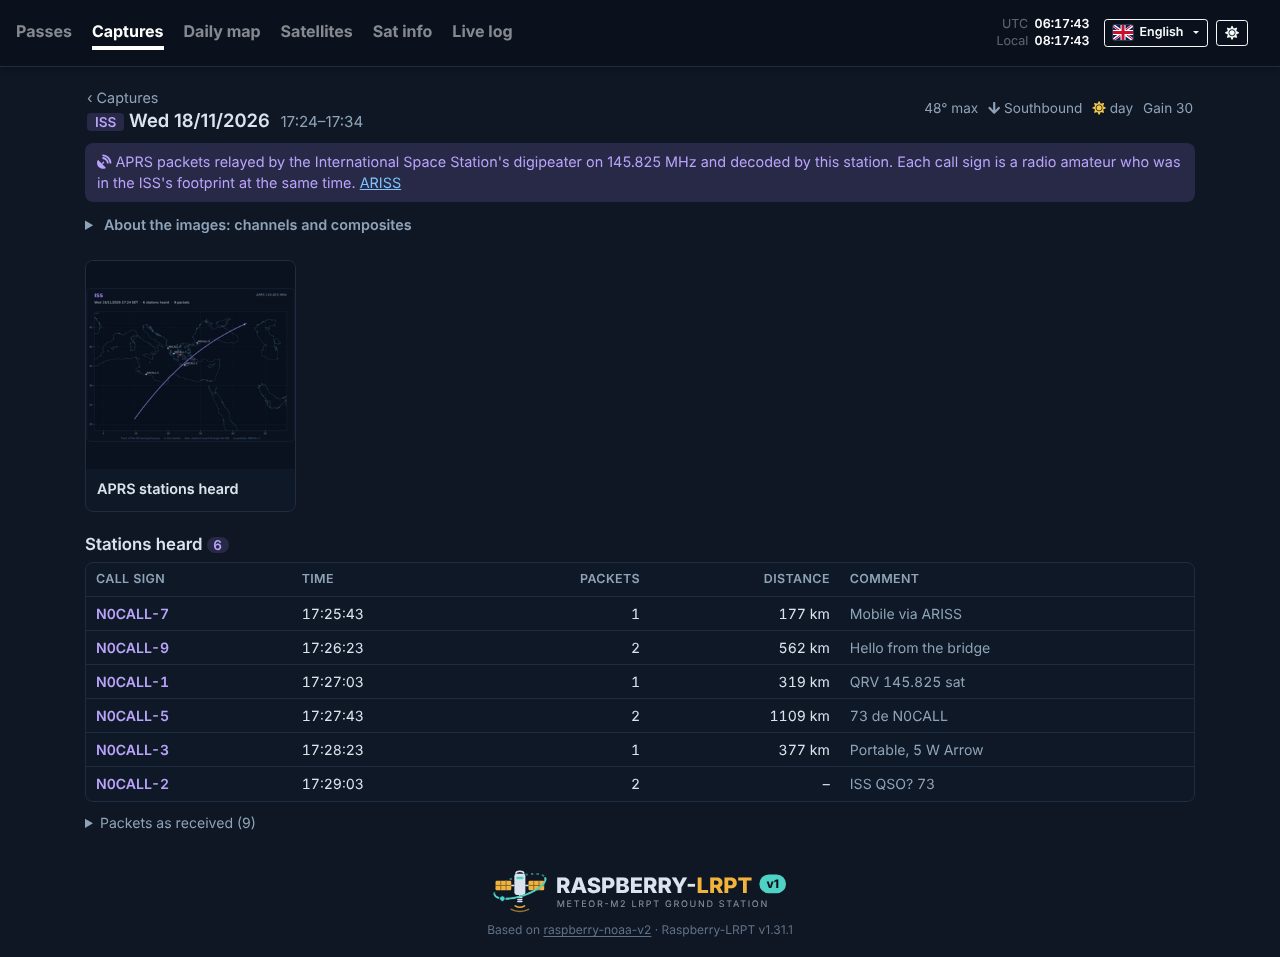 Passes Captures Daily map Satellites Sat info Live log
UTC 06:17:43
Local 08:17:43
English
‹ Captures
ISS Wed 18/11/2026 17:24–17:34
48° max Southbound day Gain 30
APRS packets relayed by the International Space Station's digipeater on 145.825 MHz and decoded by this station. Each call sign is a radio amateur who was
in the ISS's footprint at the same time. ARISS
About the images: channels and composites
ISS
APRS stations heard
Stations heard 6
CALL SIGN TIME PACKETS DISTANCE COMMENT
N0CALL-7 17:25:43 1 177 km Mobile via ARISS
N0CALL-9 17:26:23 2 562 km Hello from the bridge
N0CALL-1 17:27:03 1 319 km QRV 145.825 sat
N0CALL-5 17:27:43 2 1109 km 73 de N0CALL
N0CALL-3 17:28:23 1 377 km Portable, 5 W Arrow
N0CALL-2 17:29:03 2 – ISS QSO? 73
Packets as received (9)
RASPBERRY-LRPT v1
METEOR-M2 LRPT GROUND STATION
Based on raspberry-noaa-v2 · Raspberry-LRPT v1.31.1